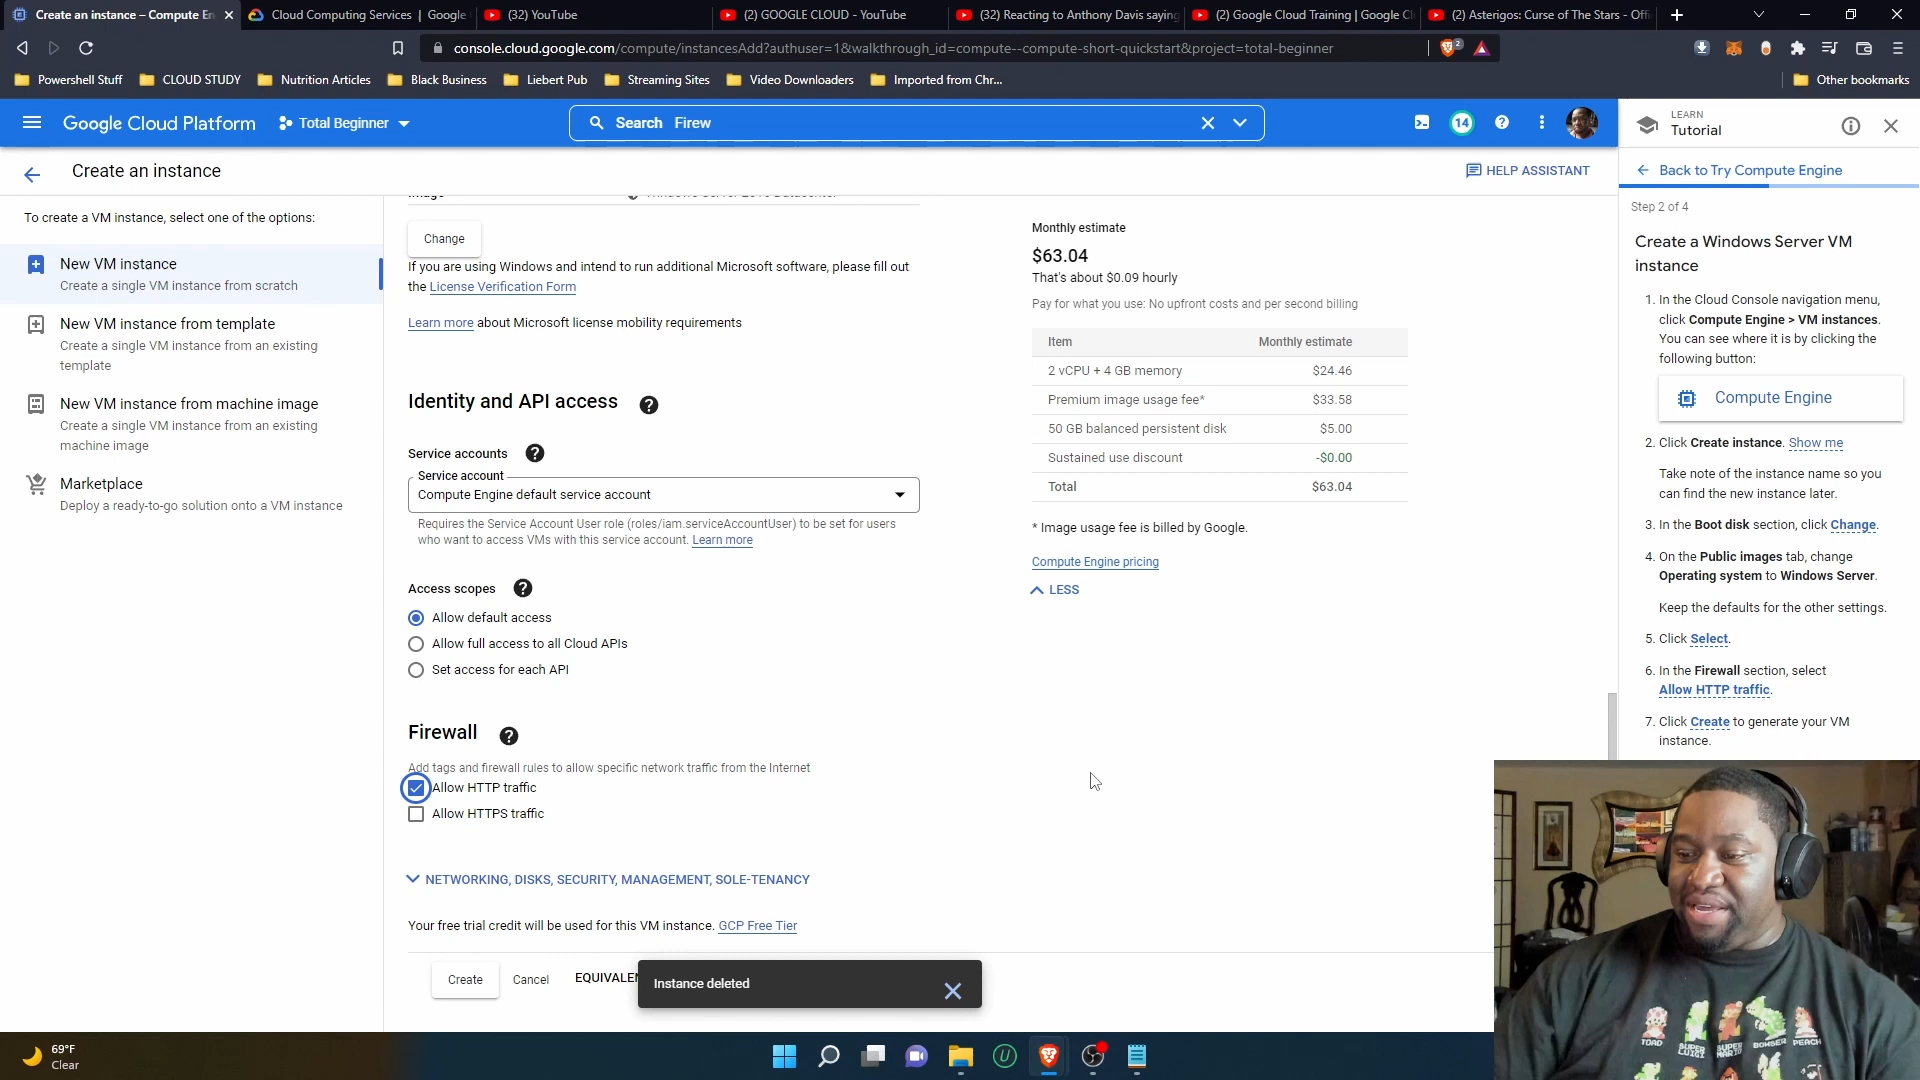 Create an instance – Compute En
Cloud Computing Services | Google
(32) YouTube
(2) GOOGLE CLOUD - YouTube
(32) Reacting to Anthony Davis saying
(2) Google Cloud Training | Google Cl
(2) Asterigos: Curse of The Stars - Offi
console.cloud.google.com/compute/instancesAdd?authuser=1&walkthrough_id=compute--compute-short-quickstart&project=total-beginner
2
Powershell Stuff
CLOUD STUDY
Nutrition Articles
Black Business
Liebert Pub
Streaming Sites
Video Downloaders
Imported from Chr...
Other bookmarks
Google Cloud Platform
Total Beginner
Search Firew
14
LEARN
Tutorial
Create an instance
HELP ASSISTANT
Back to Try Compute Engine
To create a VM instance, select one of the options:
New VM instance
Create a single VM instance from scratch
New VM instance from template
Create a single VM instance from an existing
template
New VM instance from machine image
Create a single VM instance from an existing
machine image
Marketplace
Deploy a ready-to-go solution onto a VM instance
Change
If you are using Windows and intend to run additional Microsoft software, please fill out
the License Verification Form
Learn more about Microsoft license mobility requirements
Identity and API access
Service accounts
Service account
Compute Engine default service account
Requires the Service Account User role (roles/iam.serviceAccountUser) to be set for users
who want to access VMs with this service account. Learn more
Access scopes
Allow default access
Allow full access to all Cloud APIs
Set access for each API
Firewall
Add tags and firewall rules to allow specific network traffic from the Internet
Allow HTTP traffic
Allow HTTPS traffic
NETWORKING, DISKS, SECURITY, MANAGEMENT, SOLE-TENANCY
Your free trial credit will be used for this VM instance. GCP Free Tier
Create
Cancel
EQUIVALEN
Instance deleted
Monthly estimate
$63.04
That's about $0.09 hourly
Pay for what you use: No upfront costs and per second billing
Item Monthly estimate
2 vCPU + 4 GB memory $24.46
Premium image usage fee* $33.58
50 GB balanced persistent disk $5.00
Sustained use discount -$0.00
Total $63.04
* Image usage fee is billed by Google.
Compute Engine pricing
LESS
Step 2 of 4
Create a Windows Server VM
instance
1. In the Cloud Console navigation menu,
click Compute Engine > VM instances.
You can see where it is by clicking the
following button:
Compute Engine
2. Click Create instance. Show me
Take note of the instance name so you
can find the new instance later.
3. In the Boot disk section, click Change.
4. On the Public images tab, change
Operating system to Windows Server.
Keep the defaults for the other settings.
5. Click Select.
6. In the Firewall section, select
Allow HTTP traffic.
7. Click Create to generate your VM
instance.
TOAD
SUPER LUIGI
SUPER MARIO
BOWSER
PEACH
69°F
Clear